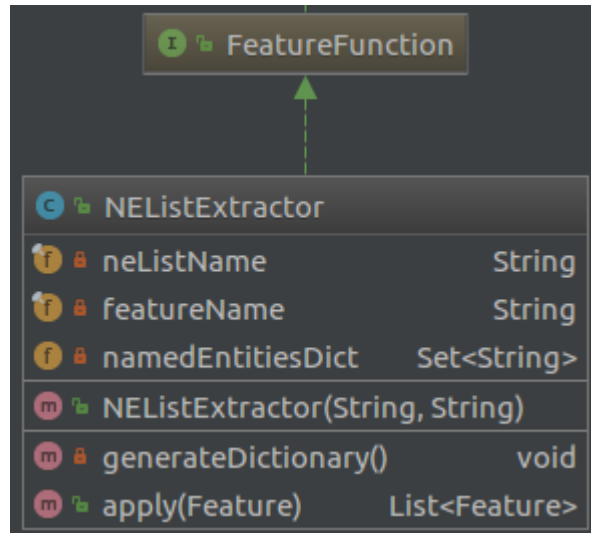 I FeatureFunction
C NEListExtractor
f neListName String
f featureName String
f namedEntitiesDict Set<String>
m NEListExtractor(String, String)
m generateDictionary() void
m apply(Feature) List<Feature>